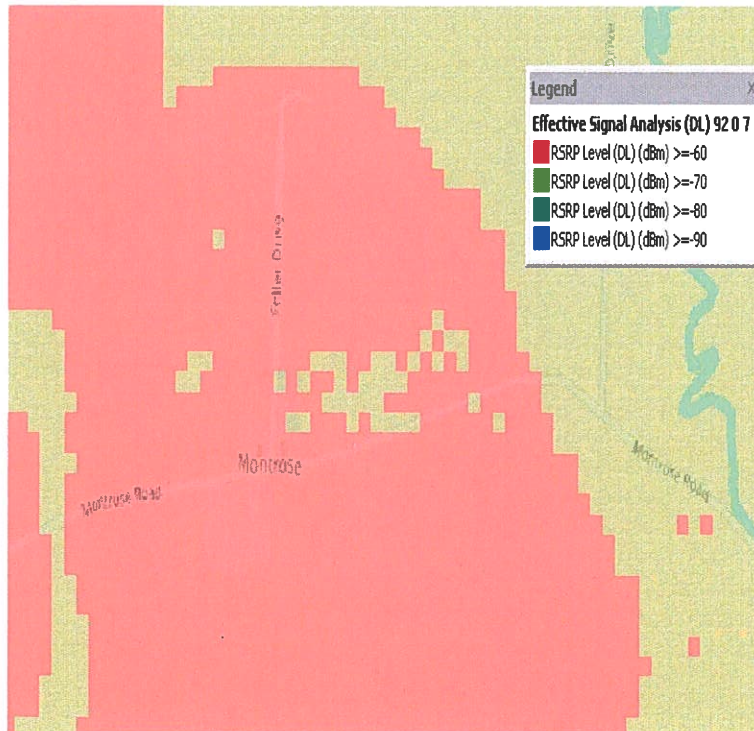 Legend X
Effective Signal Analysis (DL) 92 0 7
RSRP Level (DL) (dBm) >=-60
RSRP Level (DL) (dBm) >=-70
RSRP Level (DL) (dBm) >=-80
RSRP Level (DL) (dBm) >=-90
Drive
Montrose
Montrose Road
Montrose Road